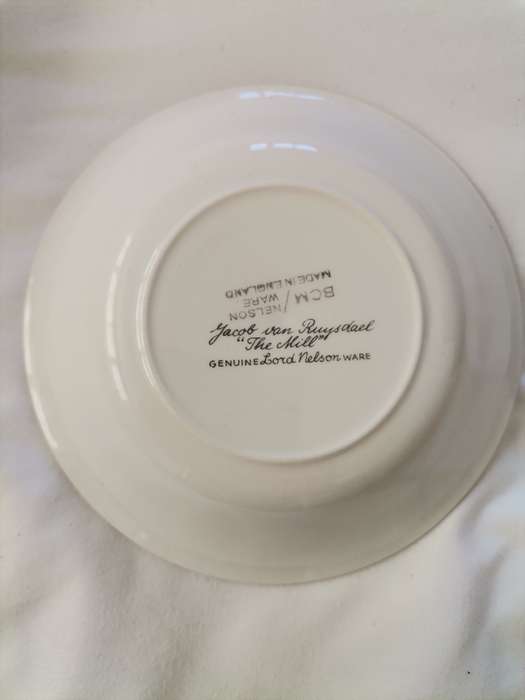 MADE IN ENGLAND
BCM/NELSON
WARE
Jacob van Ruysdael
"The Mill"
GENUINE Lord Nelson WARE